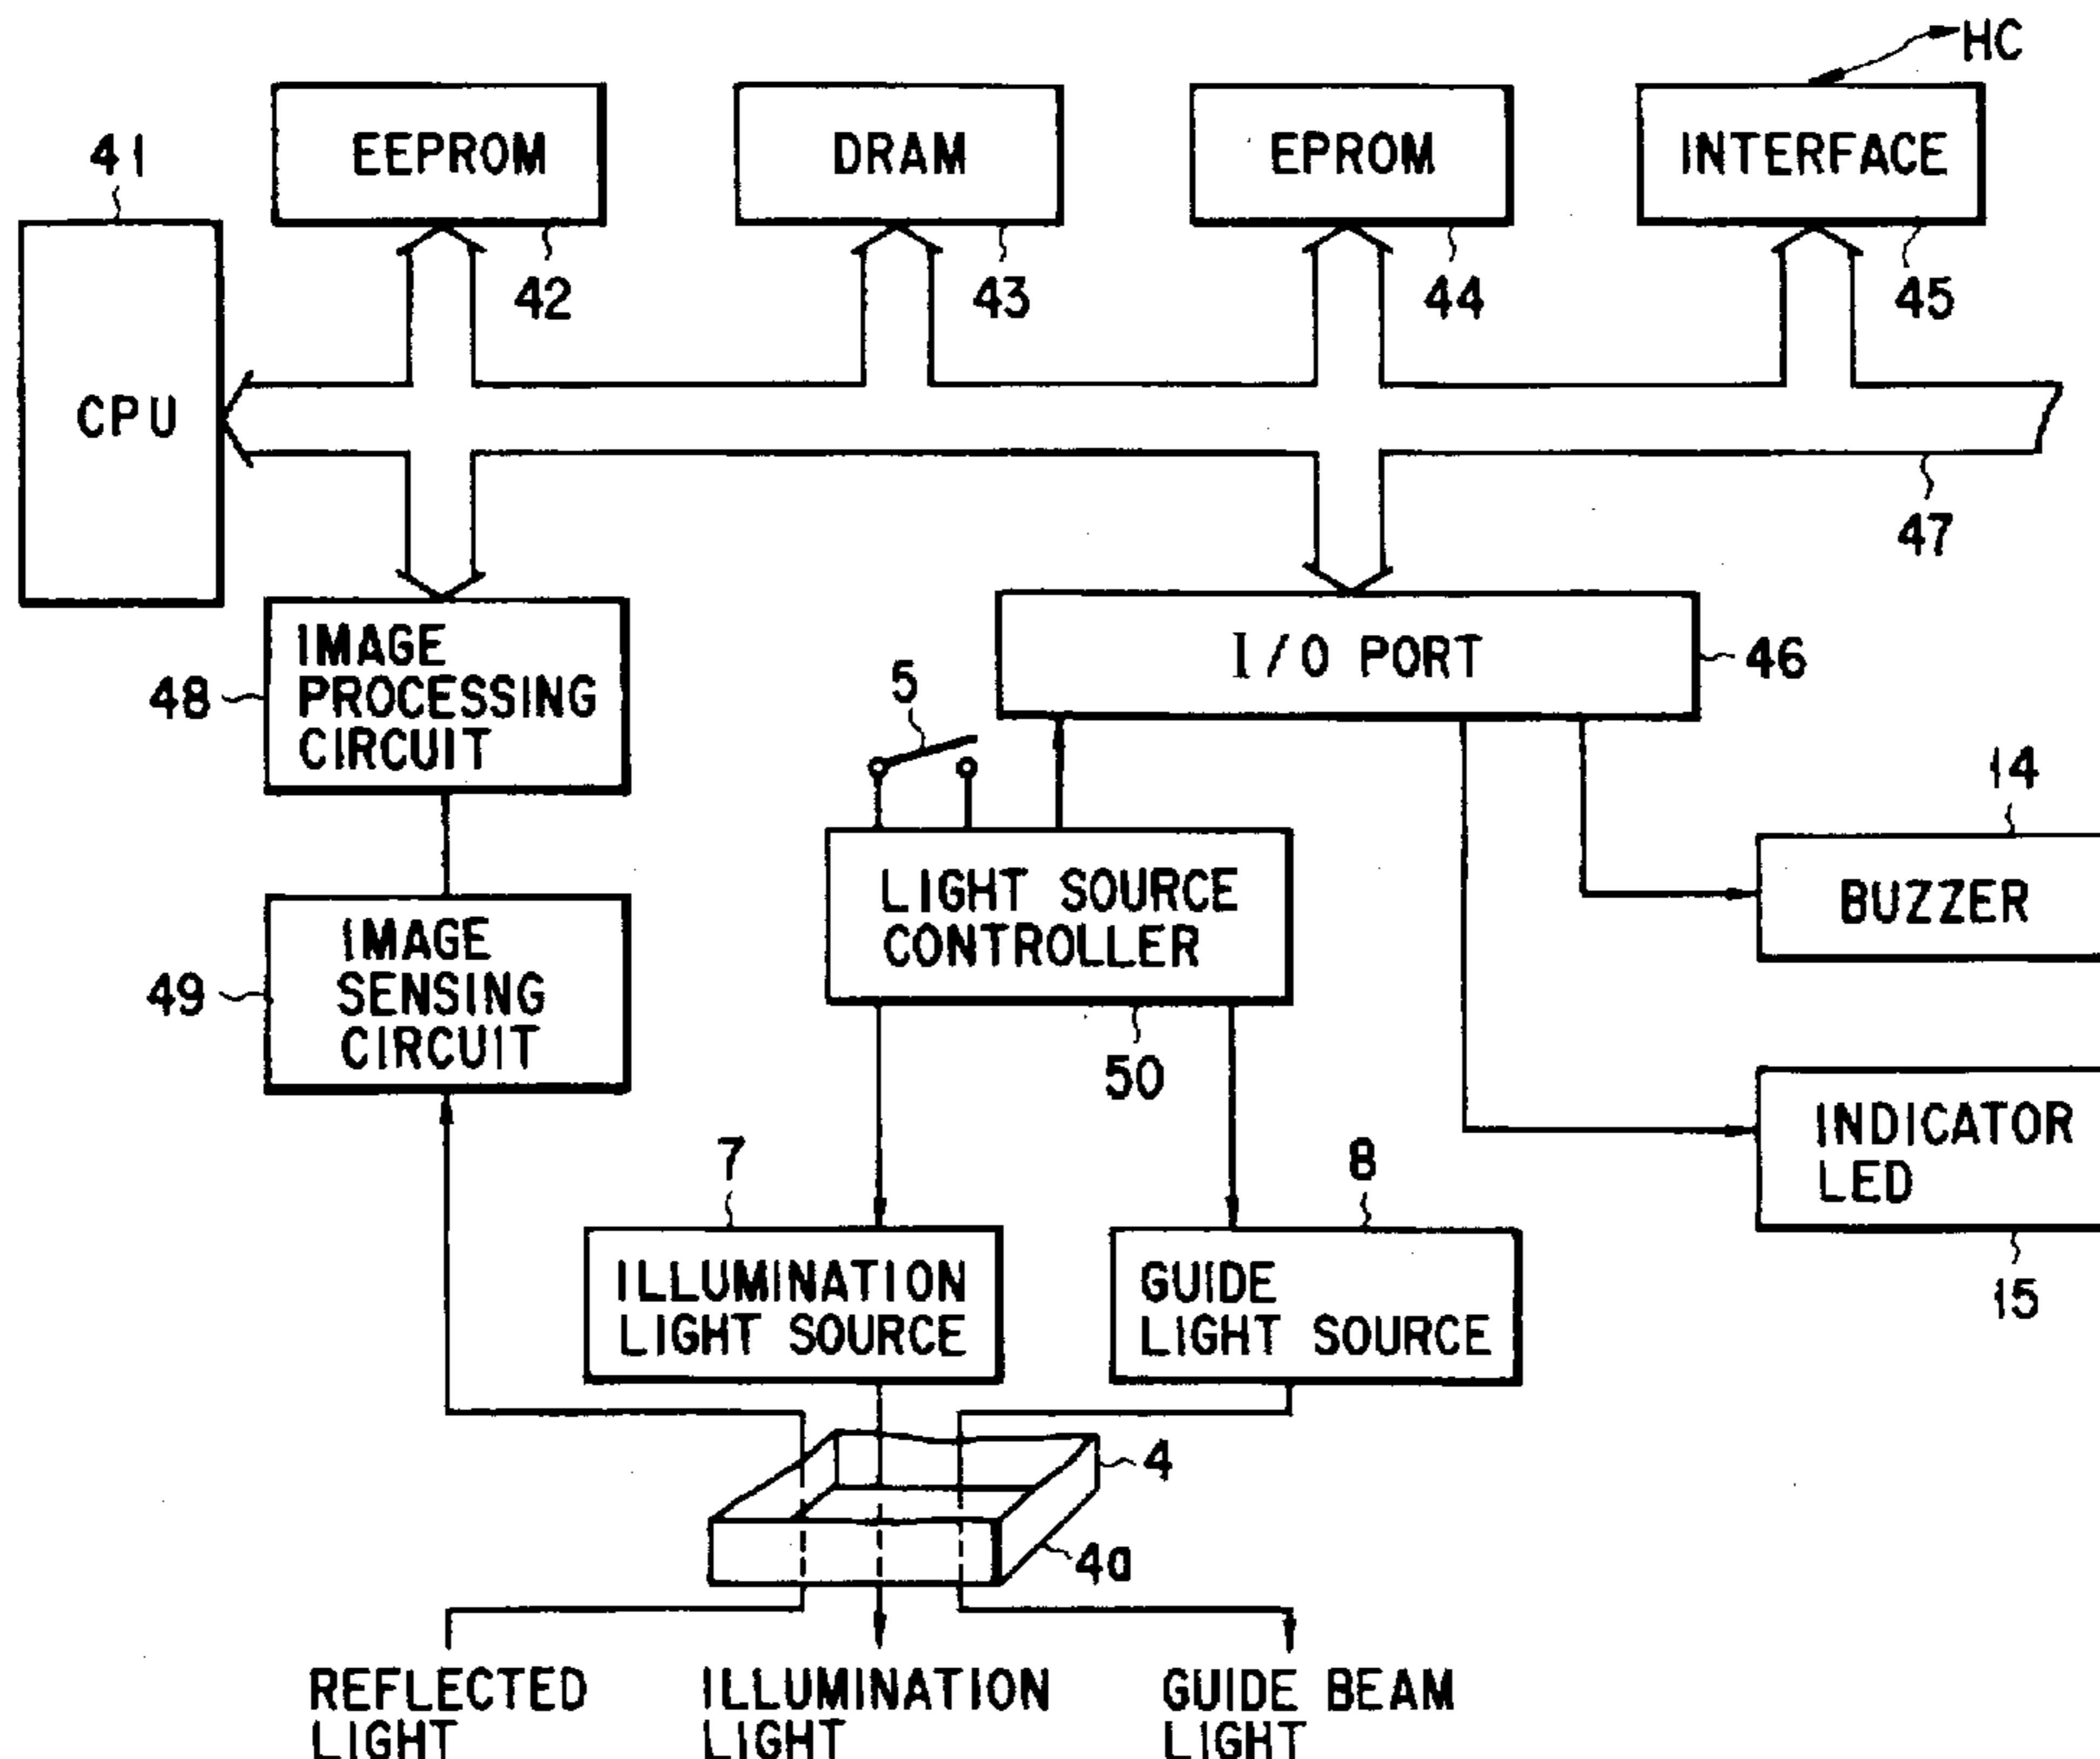 HC
41
EEPROM
DRAM
EPROM
INTERFACE
42
43
44
45
CPU
47
IMAGE
PROCESSING
CIRCUIT
48
I/O PORT
46
5
14
LIGHT SOURCE
CONTROLLER
BUZZER
IMAGE
SENSING
CIRCUIT
49
50
INDICATOR
LED
7
8
ILLUMINATION
LIGHT SOURCE
GUIDE
LIGHT SOURCE
15
4
4a
REFLECTED
LIGHT
ILLUMINATION
LIGHT
GUIDE BEAM
LIGHT